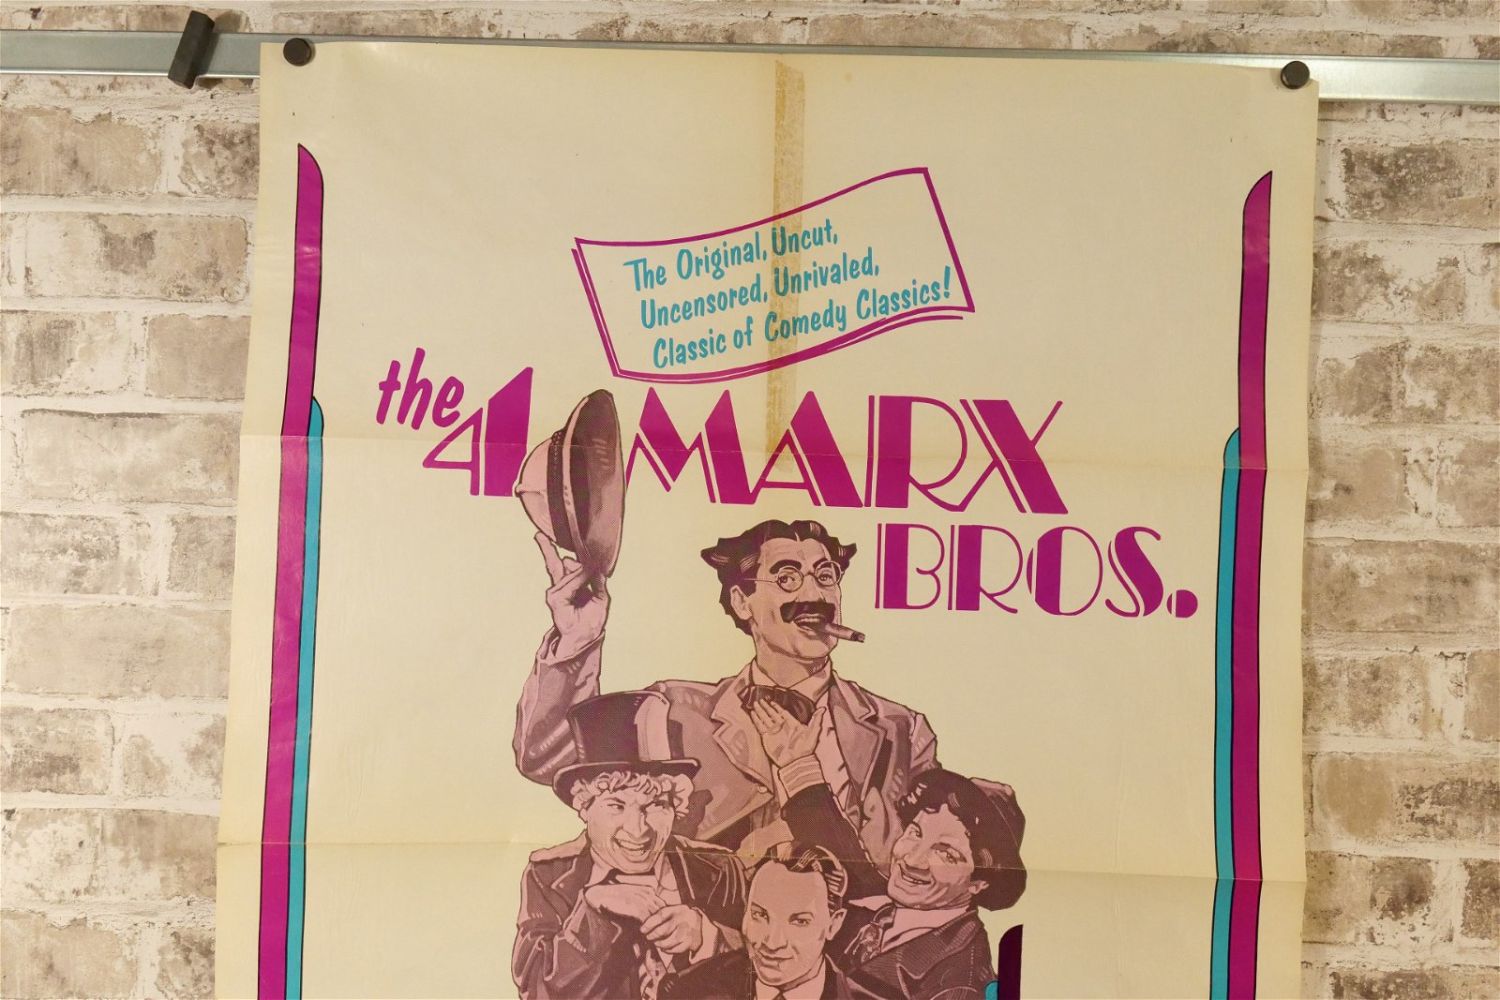 The Original, Uncut,
Uncensored, Unrivaled,
Classic of Comedy Classics!
the 4 MARX
BROS.